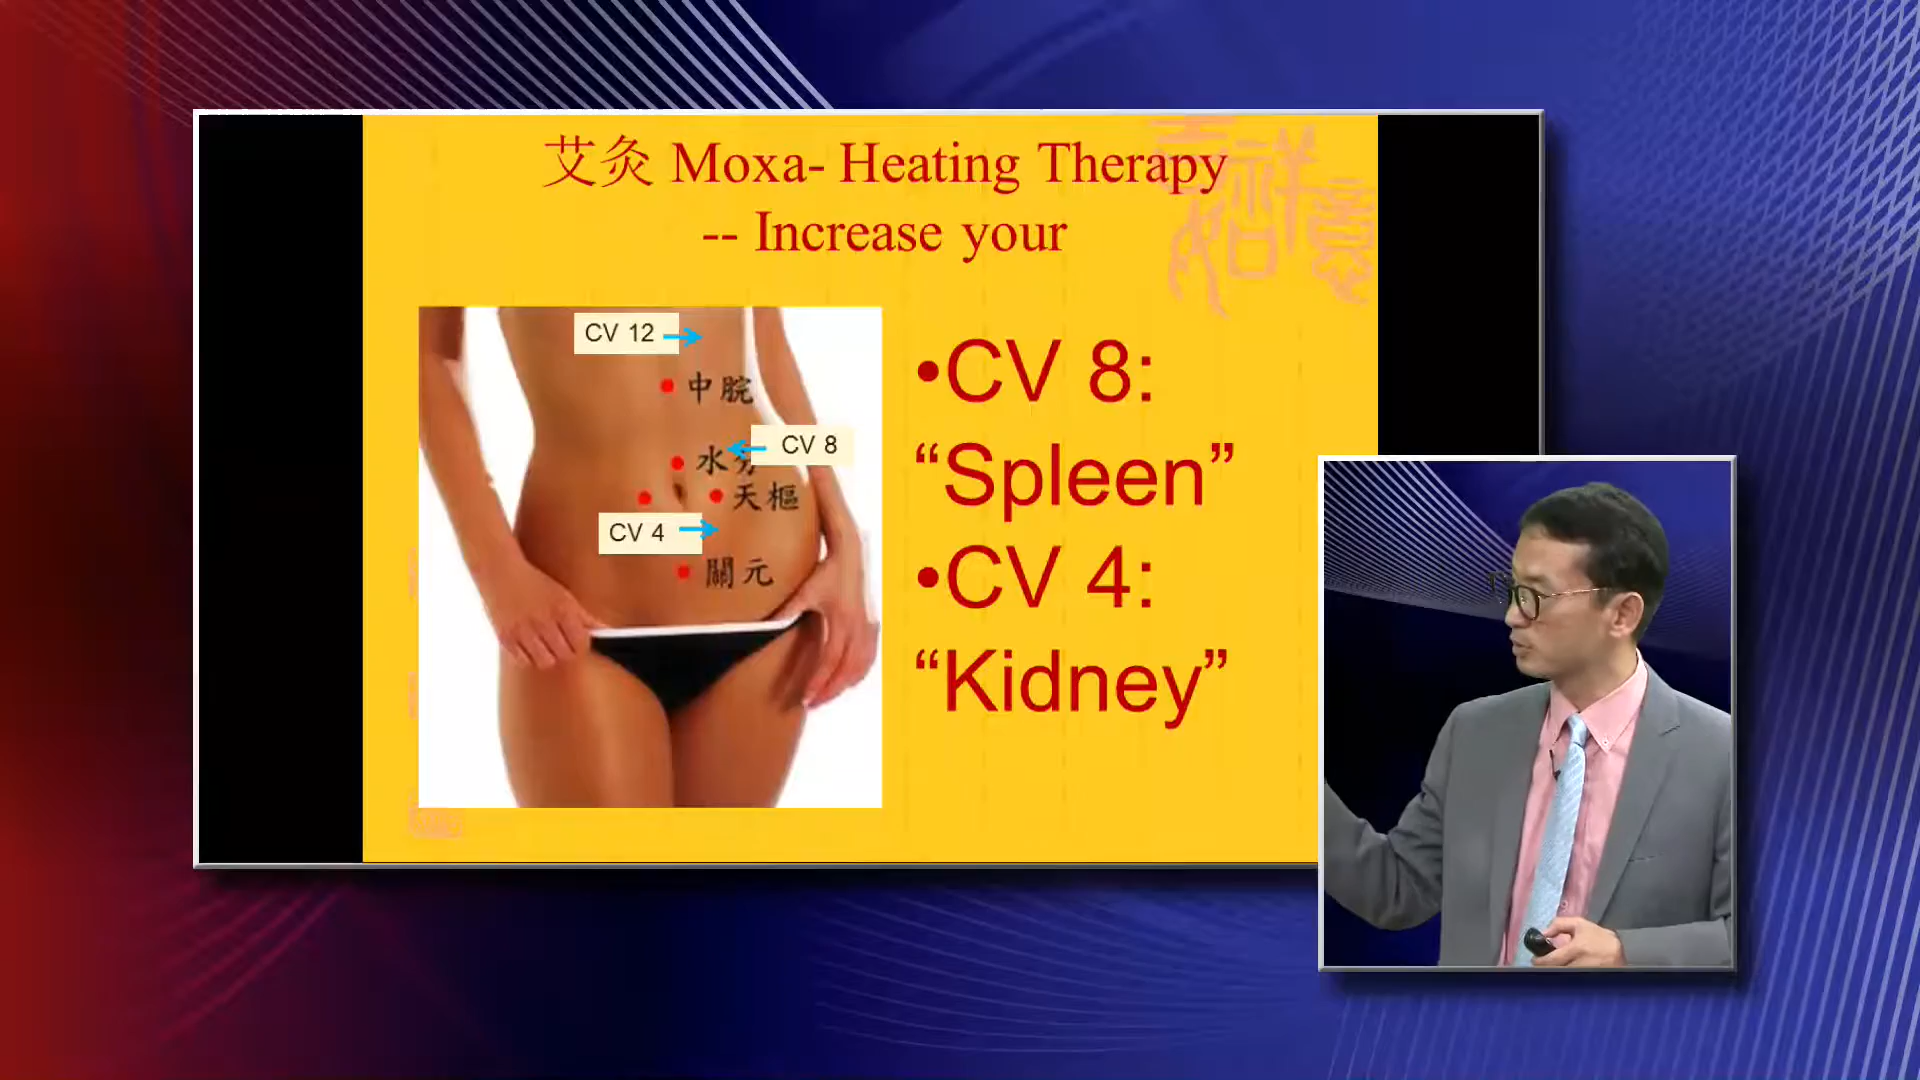 艾灸 Moxa- Heating Therapy
-- Increase your
CV 12
中脘
CV 8
水分
天樞
CV 4
關元
•CV 8:
“Spleen”
•CV 4:
“Kidney”